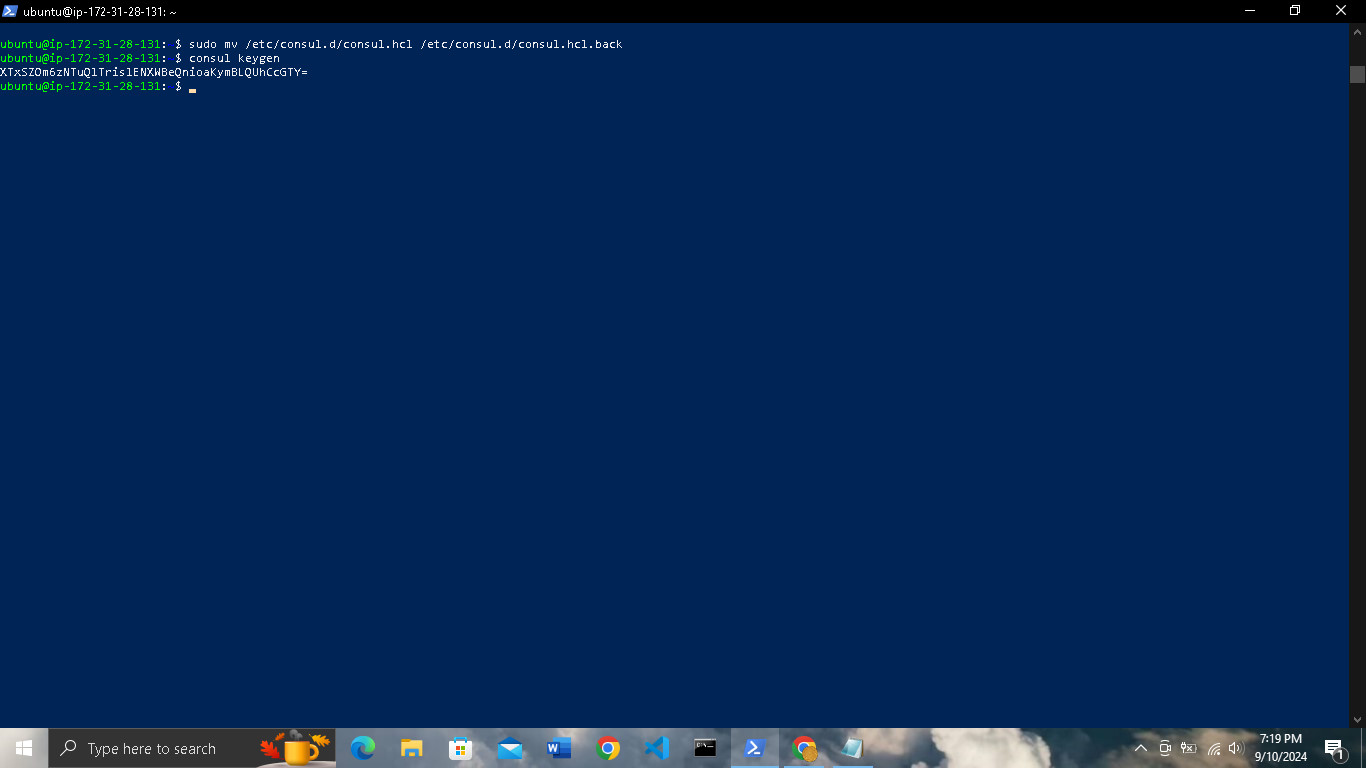 ubuntu@ip-172-31-28-131: ~
ubuntu@ip-172-31-28-131:~$ sudo mv /etc/consul.d/consul.hcl /etc/consul.d/consul.hcl.back
ubuntu@ip-172-31-28-131:~$ consul keygen
XTxSZOm6zNTuQlTrislENXWBeQnioaKymBLQUhCcGTY=
ubuntu@ip-172-31-28-131:~$
Type here to search
7:19 PM
9/10/2024
1